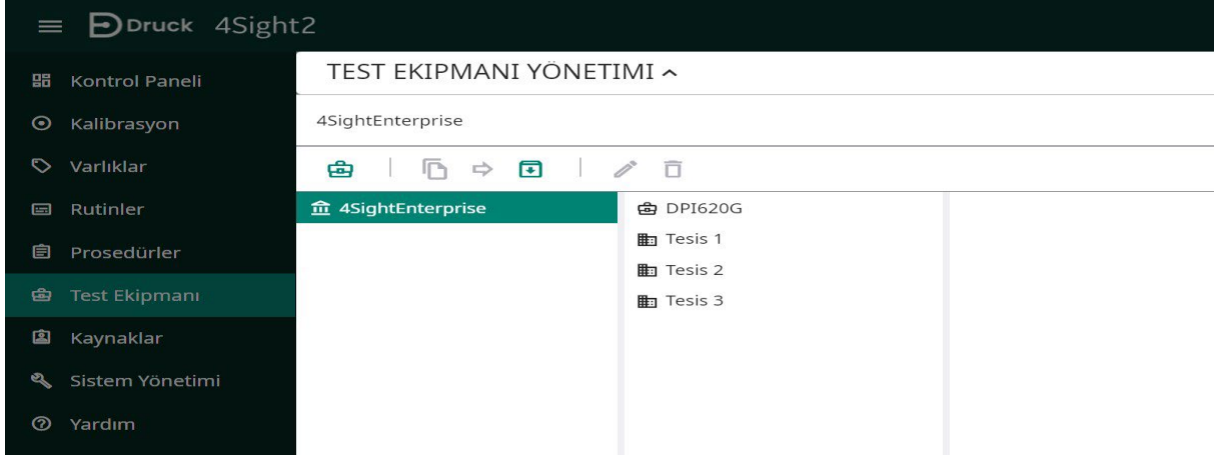 Druck 4Sight2
Kontrol Paneli
Kalibrasyon
Varlıklar
Rutinler
Prosedürler
Test Ekipmanı
Kaynaklar
Sistem Yönetimi
Yardım
TEST EKIPMANI YÖNETIMI
4SightEnterprise
4SightEnterprise
DPI620G
Tesis 1
Tesis 2
Tesis 3